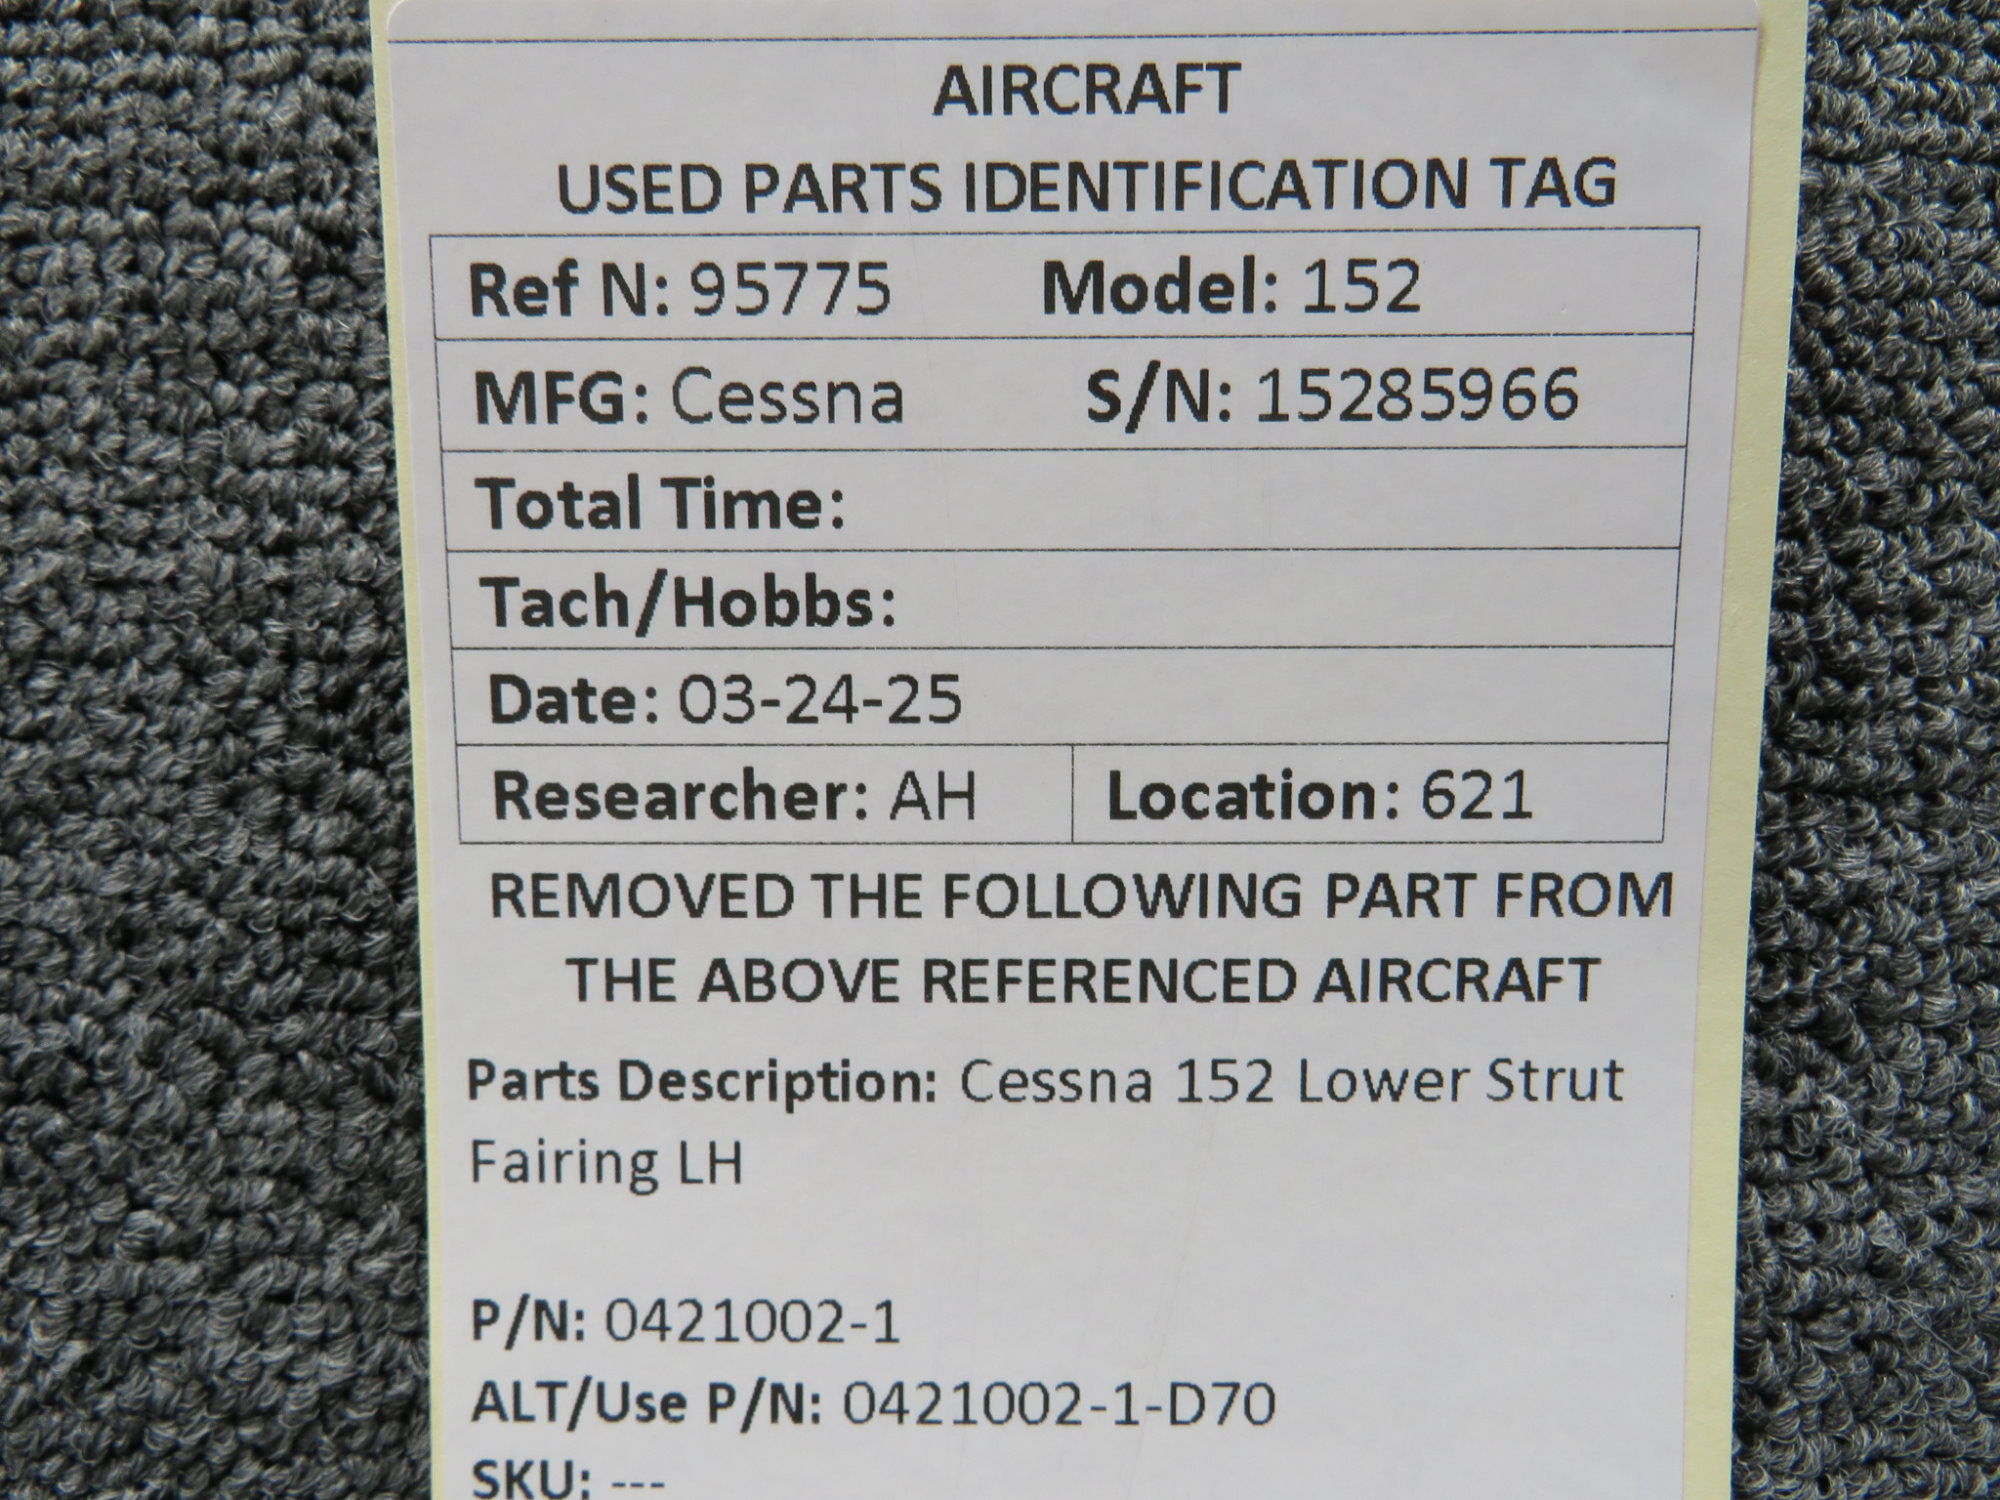 AIRCRAFT
USED PARTS IDENTIFICATION TAG
Ref N: 95775 Model: 152
MFG: Cessna S/N: 15285966
Total Time:
Tach/Hobbs:
Date: 03-24-25
Researcher: AH Location: 621
REMOVED THE FOLLOWING PART FROM
THE ABOVE REFERENCED AIRCRAFT
Parts Description: Cessna 152 Lower Strut
Fairing LH
P/N: 0421002-1
ALT/Use P/N: 0421002-1-D70
SKU: ---